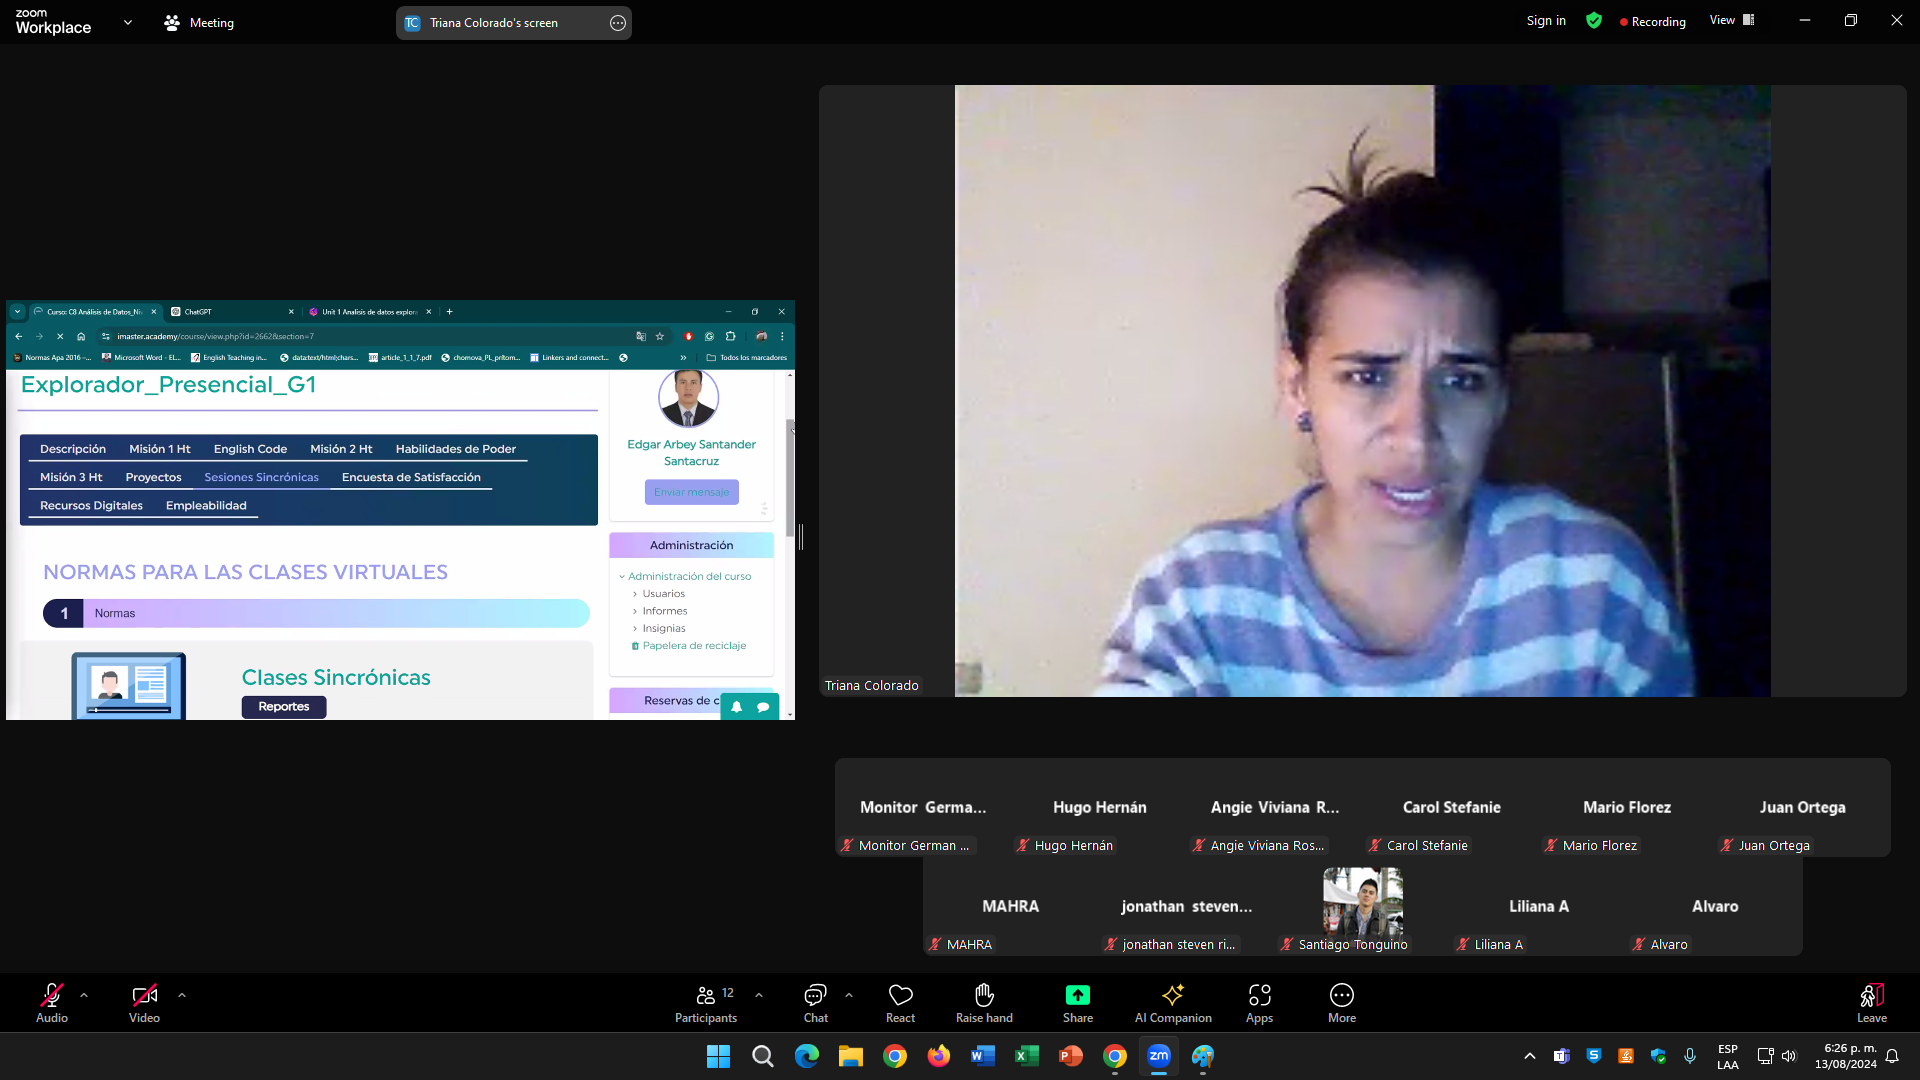 zoom
Workplace
Meeting
TC Triana Colorado's screen
Sign in
Recording
View
Curso: C8 Análisis de Datos_Niv
ChatGPT
Unit 1 Analisis de datos explora
imaster.academy/course/view.php?id=2662&section=7
Normas Apa 2016 –...
Microsoft Word - EL...
English Teaching in...
datatext/html;chars...
article_1_1_7.pdf
chomova_PL_pritom...
Linkers and connect...
Todos los marcadores
Explorador_Presencial_G1
Descripción Misión 1 Ht English Code Misión 2 Ht Habilidades de Poder
Misión 3 Ht Proyectos Sesiones Sincrónicas Encuesta de Satisfacción
Recursos Digitales Empleabilidad
NORMAS PARA LAS CLASES VIRTUALES
1 Normas
Clases Sincrónicas
Reportes
Edgar Arbey Santander
Santacruz
Enviar mensaje
Administración
Administración del curso
Usuarios
Informes
Insignias
Papelera de reciclaje
Reservas de c
Triana Colorado
Monitor Germa...
Monitor German ...
Hugo Hernán
Hugo Hernán
Angie Viviana R...
Angie Viviana Ros...
Carol Stefanie
Carol Stefanie
Mario Florez
Mario Florez
Juan Ortega
Juan Ortega
MAHRA
MAHRA
jonathan steven...
jonathan steven ri...
Santiago Tonguino
Liliana A
Liliana A
Alvaro
Alvaro
Audio
Video
12
Participants
Chat
React
Raise hand
Share
AI Companion
Apps
More
Leave
zm
ESP
LAA
6:26 p. m.
13/08/2024